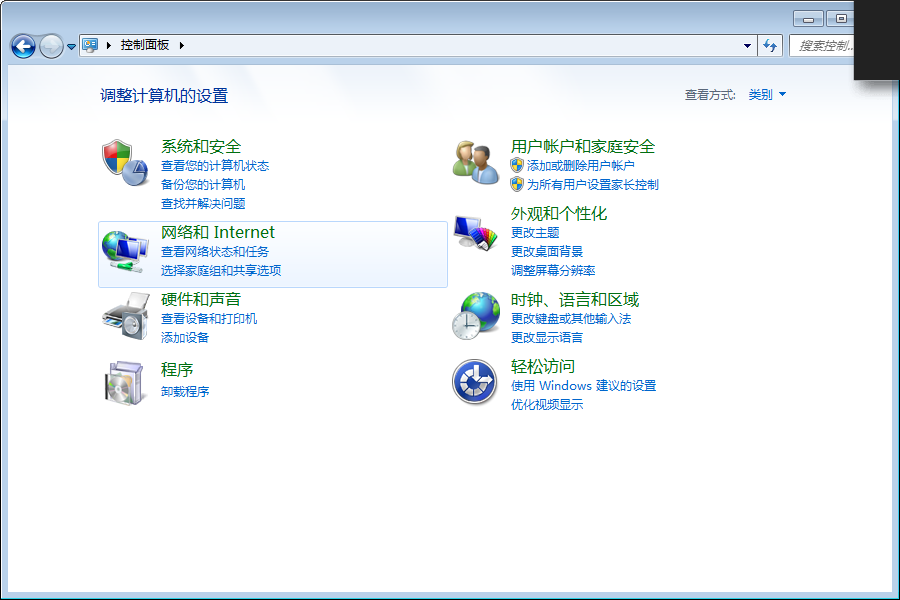 控制面板
搜索控制...
调整计算机的设置
查看方式: 类别
系统和安全
查看您的计算机状态
备份您的计算机
查找并解决问题
网络和 Internet
查看网络状态和任务
选择家庭组和共享选项
硬件和声音
查看设备和打印机
添加设备
程序
卸载程序
用户帐户和家庭安全
添加或删除用户帐户
为所有用户设置家长控制
外观和个性化
更改主题
更改桌面背景
调整屏幕分辨率
时钟、语言和区域
更改键盘或其他输入法
更改显示语言
轻松访问
使用 Windows 建议的设置
优化视频显示